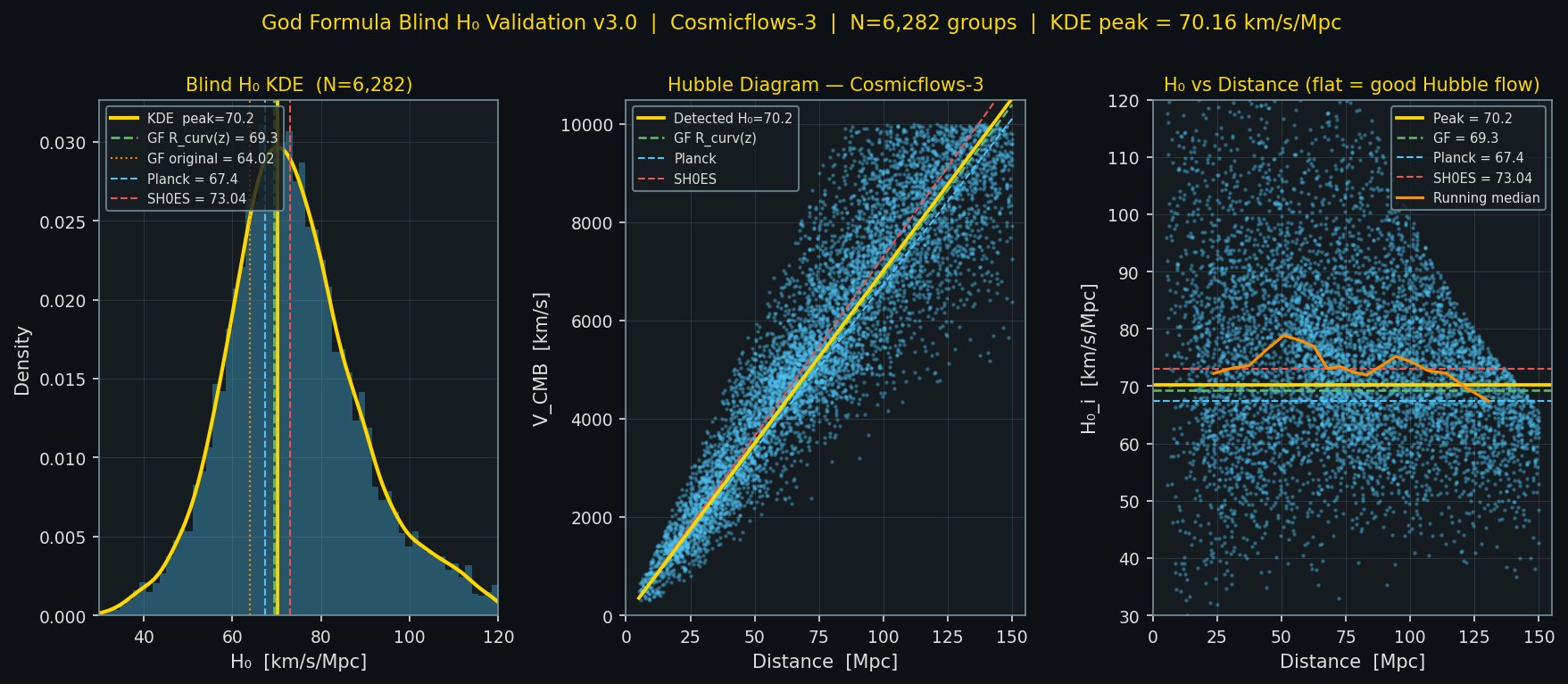 God Formula Blind H₀ Validation v3.0 | Cosmicflows-3 | N=6,282 groups | KDE peak = 70.16 km/s/Mpc
Blind H₀ KDE (N=6,282)
KDE peak=70.2
GF R_curv(z) = 69.3
GF original = 64.02
Planck = 67.4
SH0ES = 73.04
Density
0.030
0.025
0.020
0.015
0.010
0.005
0.000
40 60 80 100 120
H₀ [km/s/Mpc]
Hubble Diagram — Cosmicflows-3
Detected H₀=70.2
GF R_curv(z)
Planck
SH0ES
V_CMB [km/s]
10000
8000
6000
4000
2000
0
0 25 50 75 100 125 150
Distance [Mpc]
H₀ vs Distance (flat = good Hubble flow)
Peak = 70.2
GF = 69.3
Planck = 67.4
SH0ES = 73.04
Running median
H₀_i [km/s/Mpc]
120
110
100
90
80
70
60
50
40
30
0 25 50 75 100 125 150
Distance [Mpc]